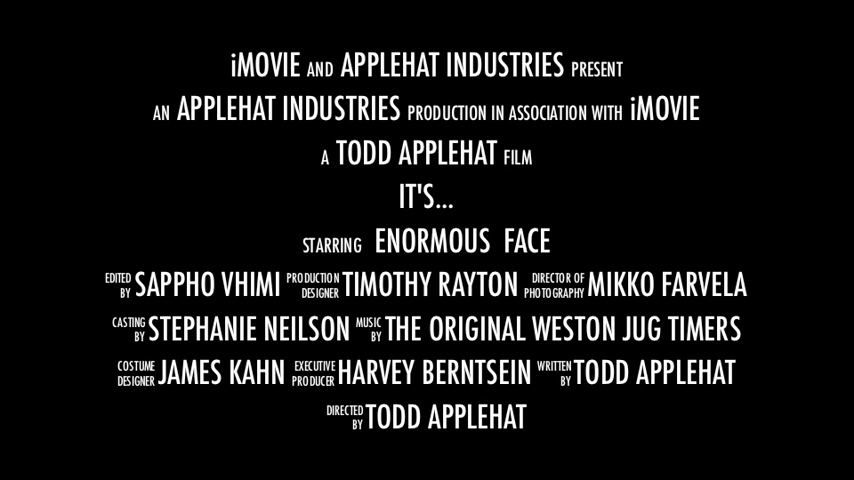 iMOVIE AND APPLEHAT INDUSTRIES PRESENT
AN APPLEHAT INDUSTRIES PRODUCTION IN ASSOCIATION WITH iMOVIE
A TODD APPLEHAT FILM
IT'S...
STARRING ENORMOUS FACE
EDITED BY SAPPHO VHIMI PRODUCTION DESIGNER TIMOTHY RAYTON DIRECTOR OF PHOTOGRAPHY MIKKO FARVELA
CASTING BY STEPHANIE NEILSON MUSIC BY THE ORIGINAL WESTON JUG TIMERS
COSTUME DESIGNER JAMES KAHN EXECUTIVE PRODUCER HARVEY BERNTSEIN WRITTEN BY TODD APPLEHAT
DIRECTED BY TODD APPLEHAT